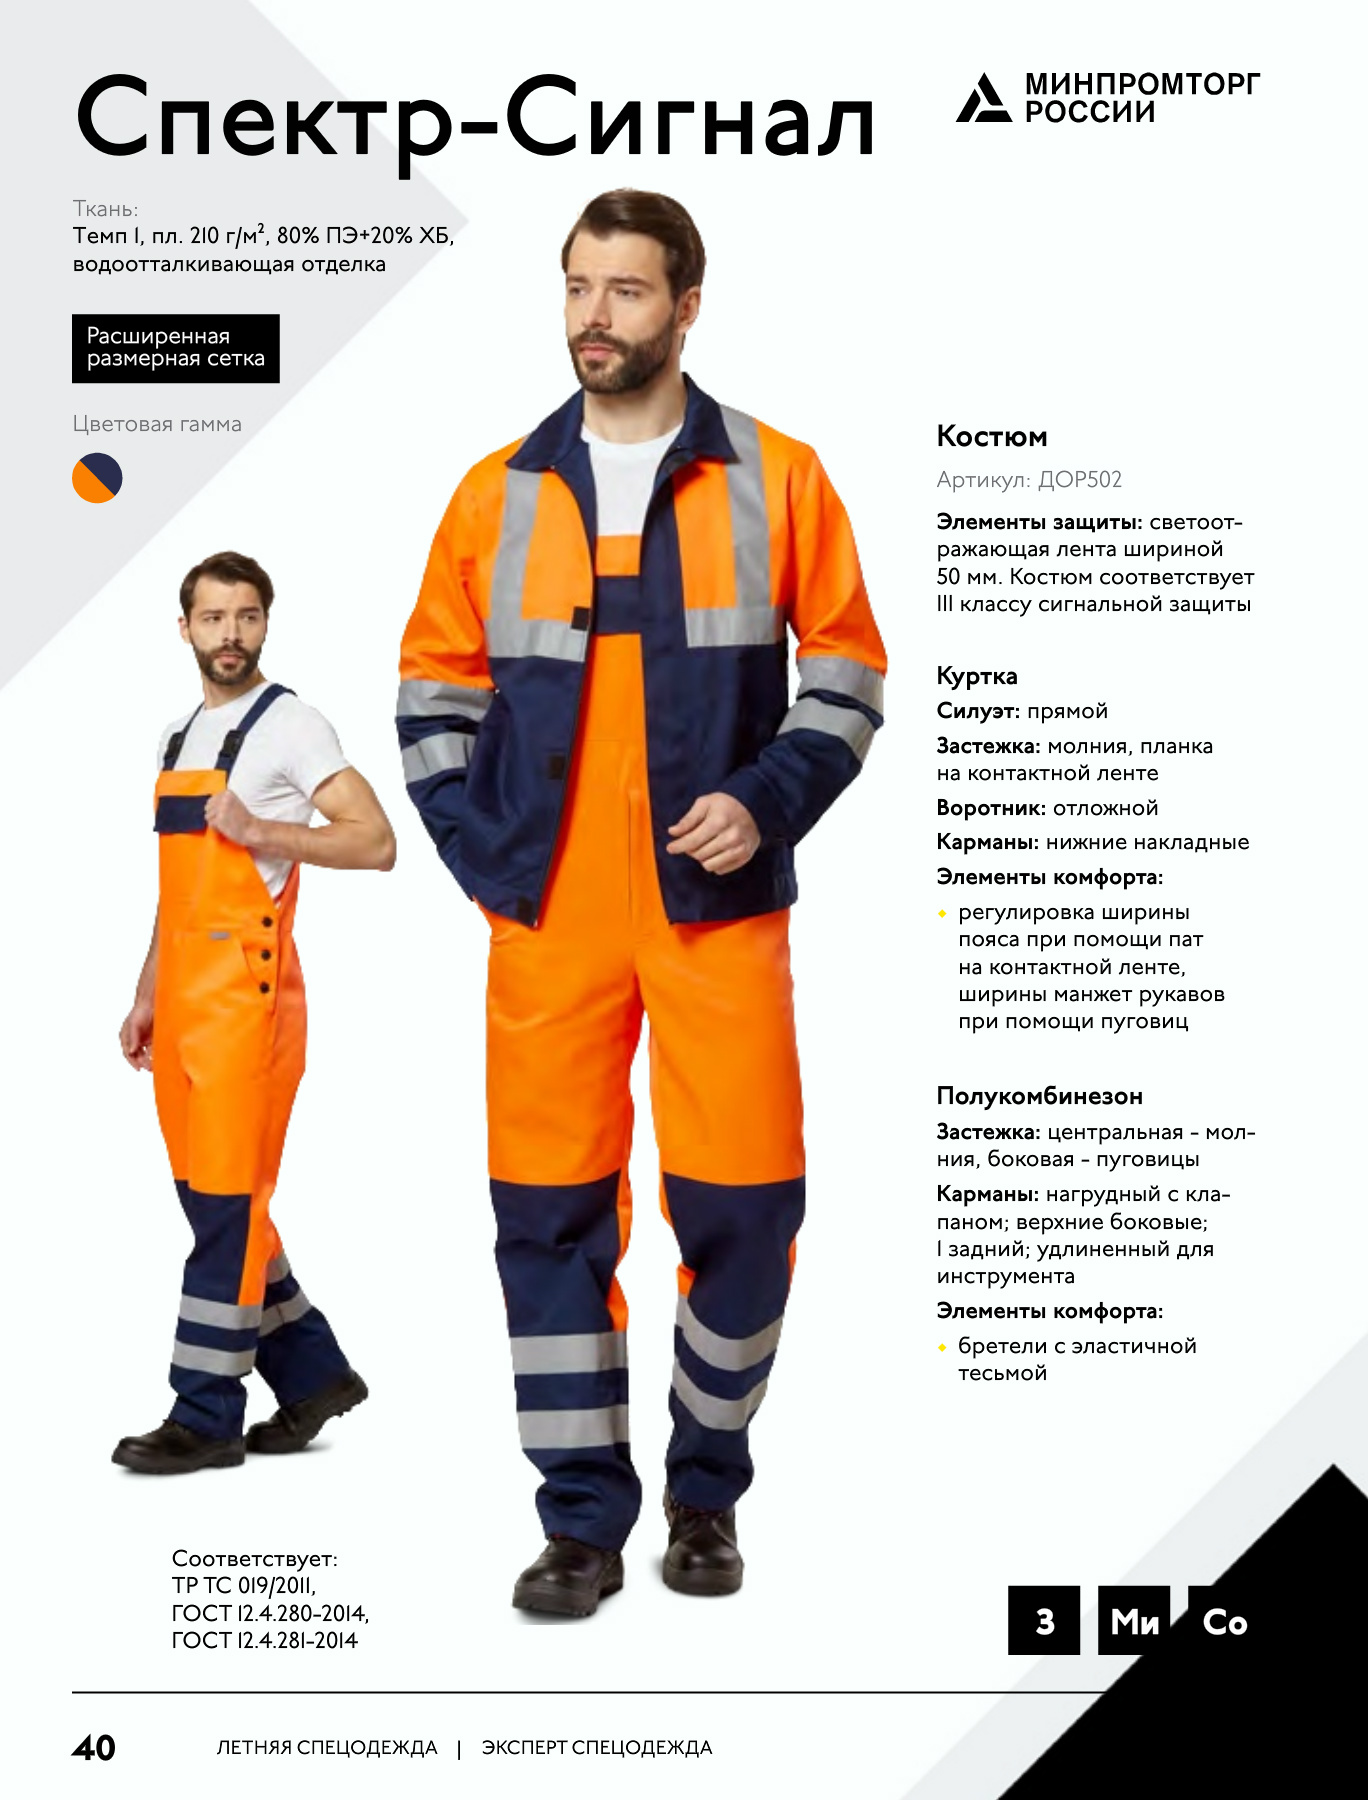 Спектр-Сигнал
МИНПРОМТОРГ
РОССИИ
Ткань:
Темп 1, пл. 210 г/м², 80% ПЭ+20% ХБ,
водоотталкивающая отделка
Расширенная
размерная сетка
Цветовая гамма
Костюм
Артикул: ДОР502
Элементы защиты: светоот-
ражающая лента шириной
50 мм. Костюм соответствует
III классу сигнальной защиты
Куртка
Силуэт: прямой
Застежка: молния, планка
на контактной ленте
Воротник: отложной
Карманы: нижние накладные
Элементы комфорта:
регулировка ширины
пояса при помощи пат
на контактной ленте,
ширины манжет рукавов
при помощи пуговиц
Полукомбинезон
Застежка: центральная - мол-
ния, боковая - пуговицы
Карманы: нагрудный с кла-
паном; верхние боковые;
1 задний; удлиненный для
инструмента
Элементы комфорта:
бретели с эластичной
тесьмой
Соответствует:
ТР ТС 019/2011,
ГОСТ 12.4.280-2014,
ГОСТ 12.4.281-2014
З Ми Со
40 ЛЕТНЯЯ СПЕЦОДЕЖДА | ЭКСПЕРТ СПЕЦОДЕЖДА